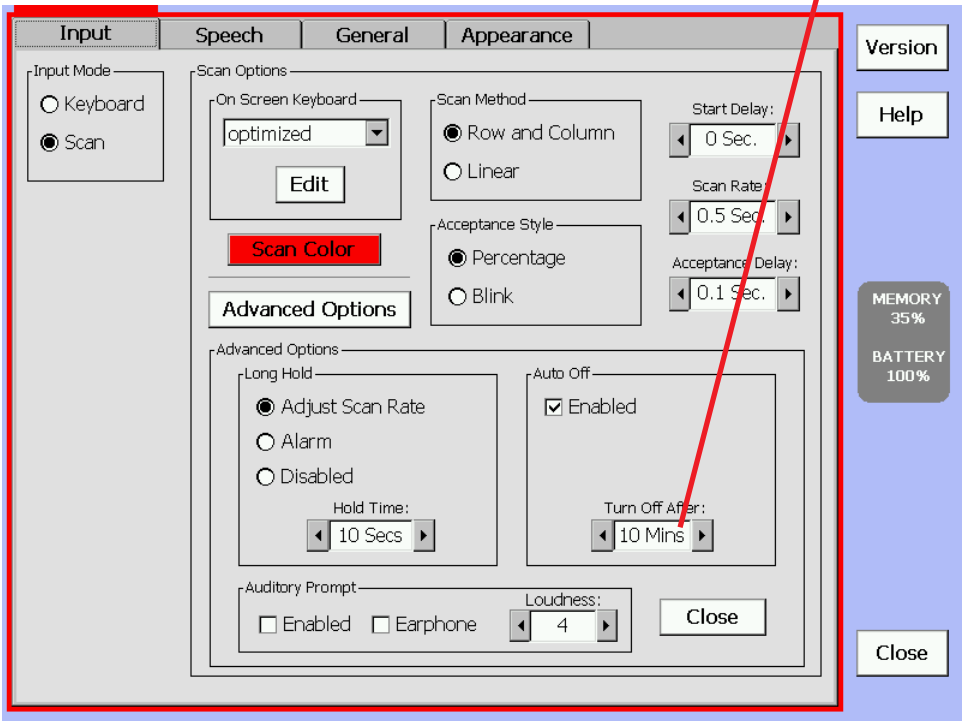 Input Speech General Appearance
Version
Help
Input Mode
Keyboard
Scan
Scan Options
On Screen Keyboard
optimized
Edit
Scan Color
Advanced Options
Scan Method
Row and Column
Linear
Acceptance Style
Percentage
Blink
Start Delay:
0 Sec.
Scan Rate:
0.5 Sec.
Acceptance Delay:
0.1 Sec.
Advanced Options
Long Hold
Adjust Scan Rate
Alarm
Disabled
Hold Time:
10 Secs
Auto Off
Enabled
Turn Off After:
10 Mins
Auditory Prompt
Enabled Earphone
Loudness:
4
Close
MEMORY
35%
BATTERY
100%
Close